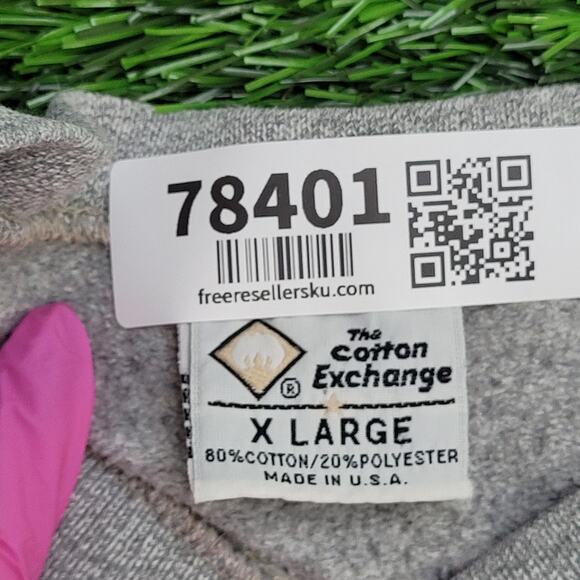 78401
freeresellersku.com
The
Cotton
Exchange
®
X LARGE
80%COTTON/20%POLYESTER
MADE IN U.S.A.